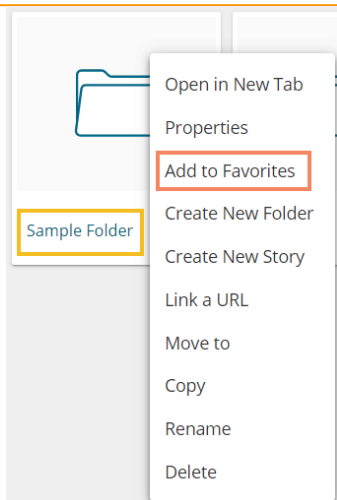 Sample Folder
Open in New Tab
Properties
Add to Favorites
Create New Folder
Create New Story
Link a URL
Move to
Copy
Rename
Delete